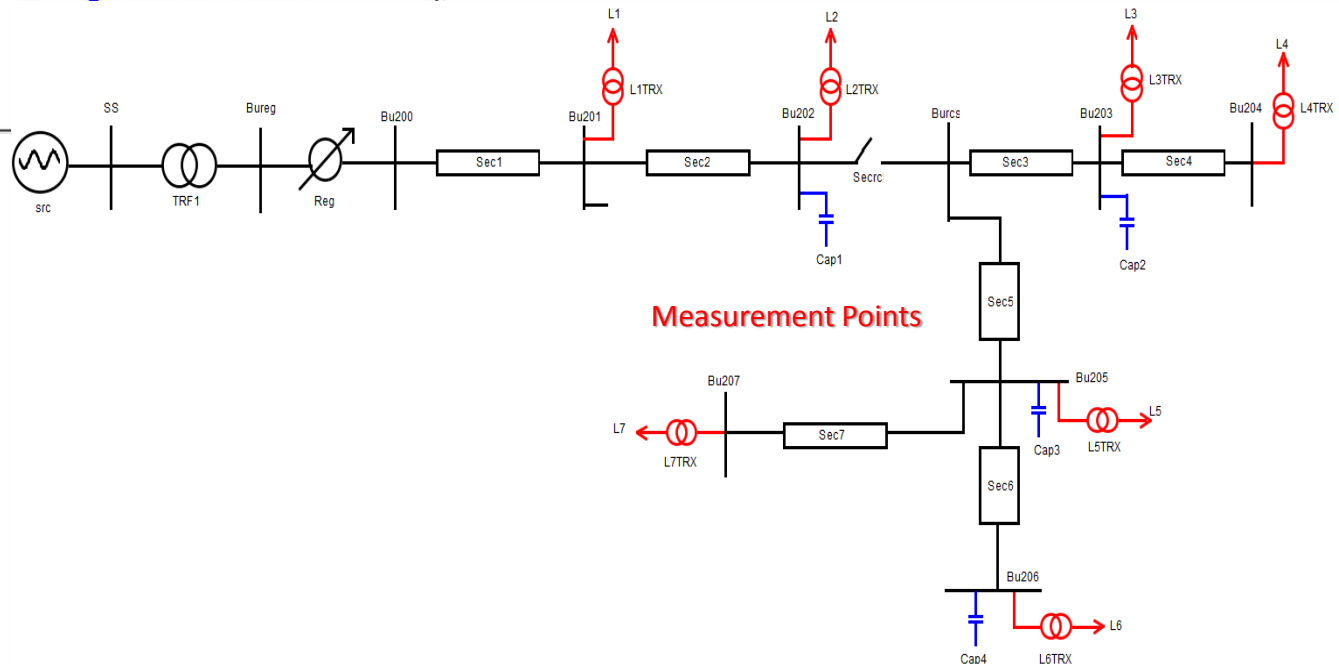 L1
L2
L3
L4
L1TRX
L2TRX
L3TRX
L4TRX
SS
Bureg
Bu200
Bu201
Bu202
Burcs
Bu203
Bu204
Sec1
Sec2
Secrc
Sec3
Sec4
src
TRF1
Reg
Cap1
Cap2
Sec5
Measurement Points
Bu207
Bu205
L7
L5
L7TRX
Sec7
Cap3
L5TRX
Sec6
Bu206
L6
Cap4
L6TRX